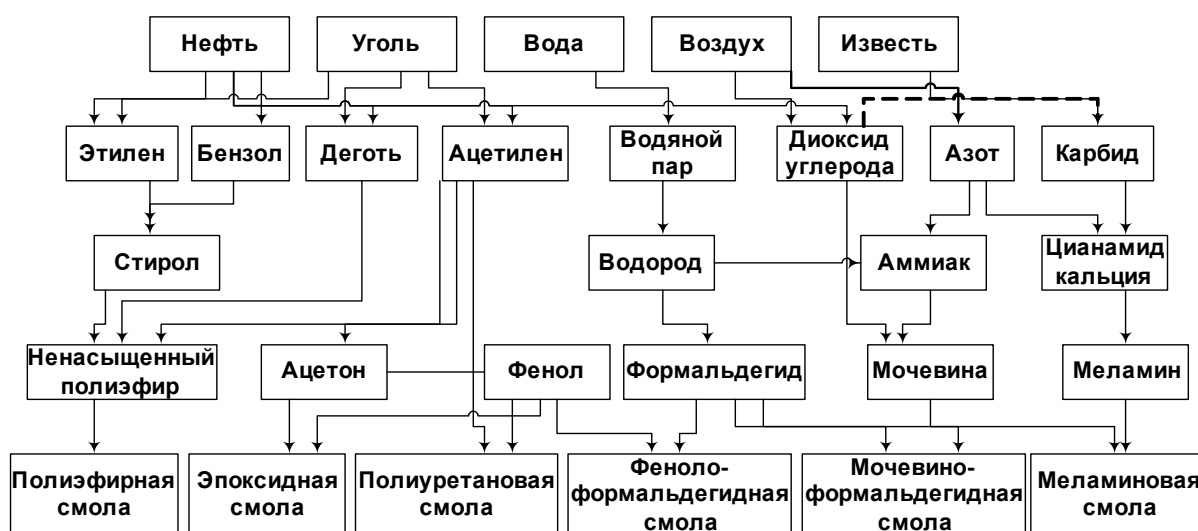 Нефть
Уголь
Вода
Воздух
Известь
Этилен
Бензол
Деготь
Ацетилен
Водяной
пар
Диоксид
углерода
Азот
Карбид
Стирол
Водород
Аммиак
Цианамид
кальция
Ненасыщенный
полиэфир
Ацетон
Фенол
Формальдегид
Мочевина
Меламин
Полиэфирная
смола
Эпоксидная
смола
Полиуретановая
смола
Феноло-
формальдегидная
смола
Мочевино-
формальдегидная
смола
Меламиновая
смола